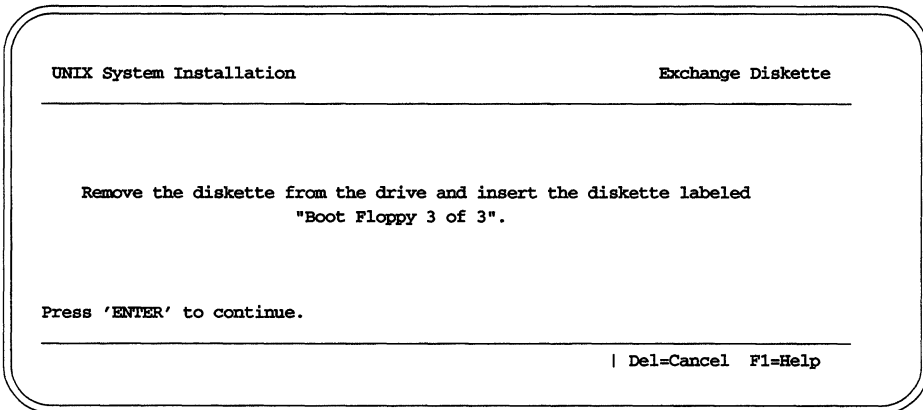 UNIX System Installation Exchange Diskette
Remove the diskette from the drive and insert the diskette labeled
"Boot Floppy 3 of 3".
Press 'ENTER' to continue.
| Del=Cancel F1=Help